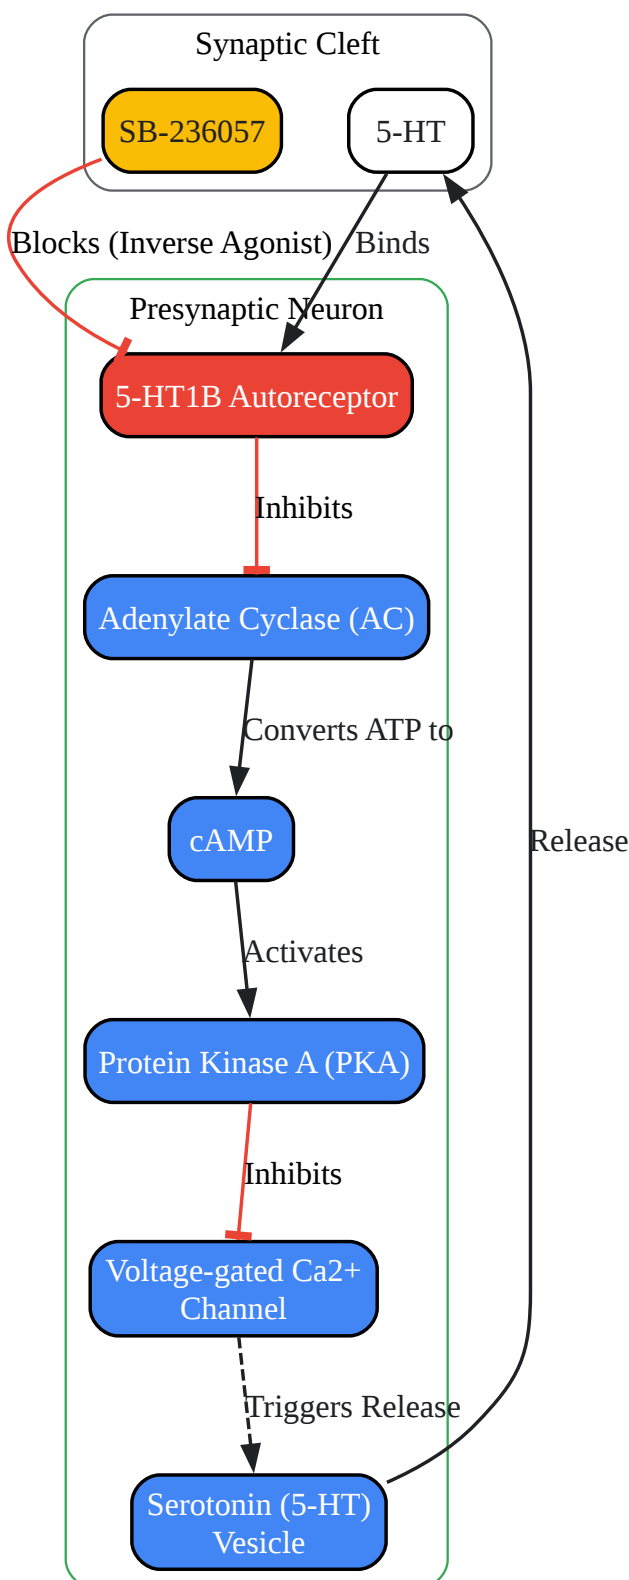 Synaptic Cleft
SB-236057
5-HT
Blocks (Inverse Agonist)
Binds
Presynaptic Neuron
5-HT1B Autoreceptor
Inhibits
Adenylate Cyclase (AC)
Converts ATP to
cAMP
Release
Activates
Protein Kinase A (PKA)
Inhibits
Voltage-gated Ca2+
Channel
Triggers Release
Serotonin (5-HT)
Vesicle